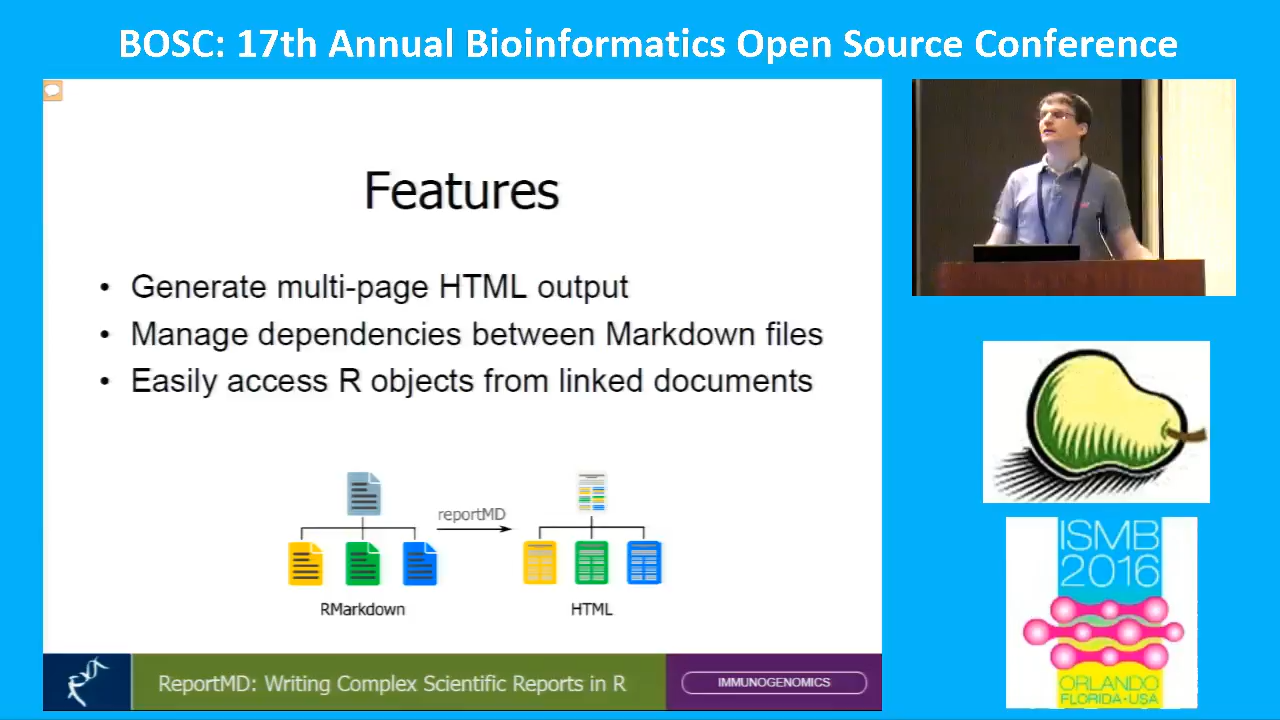 BOSC: 17th Annual Bioinformatics Open Source Conference
Features
• Generate multi-page HTML output
• Manage dependencies between Markdown files
• Easily access R objects from linked documents
reportMD
RMarkdown
HTML
ReportMD: Writing Complex Scientific Reports in R
IMMUNOGENOMICS
ISMB
2016
ORLANDO
FLORIDA•USA